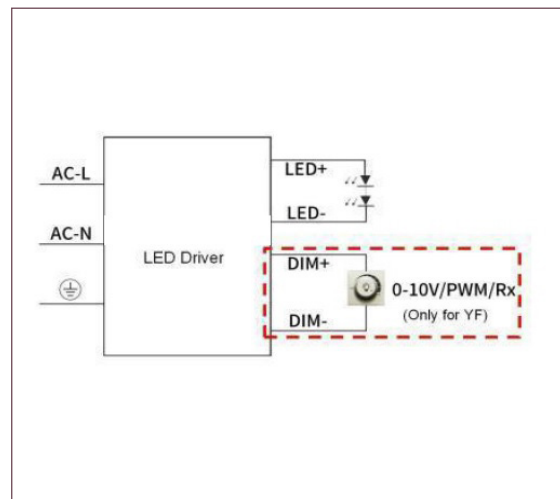 AC-L
AC-N
LED Driver
LED+
LED-
DIM+
DIM-
0-10V/PWM/Rx
(Only for YF)